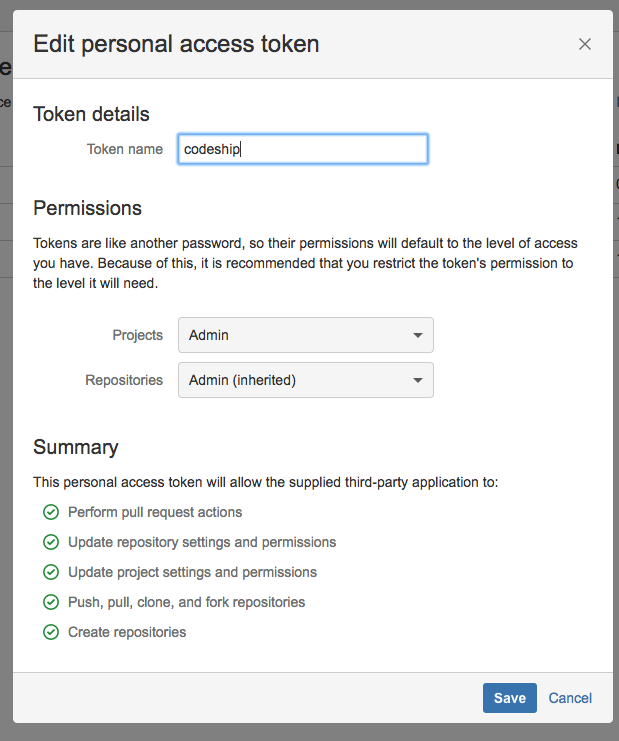 Edit personal access token
Token details
Token name codeship
Permissions
Tokens are like another password, so their permissions will default to the level of access
you have. Because of this, it is recommended that you restrict the token's permission to
the level it will need.
Projects Admin
Repositories Admin (inherited)
Summary
This personal access token will allow the supplied third-party application to:
Perform pull request actions
Update repository settings and permissions
Update project settings and permissions
Push, pull, clone, and fork repositories
Create repositories
Save Cancel